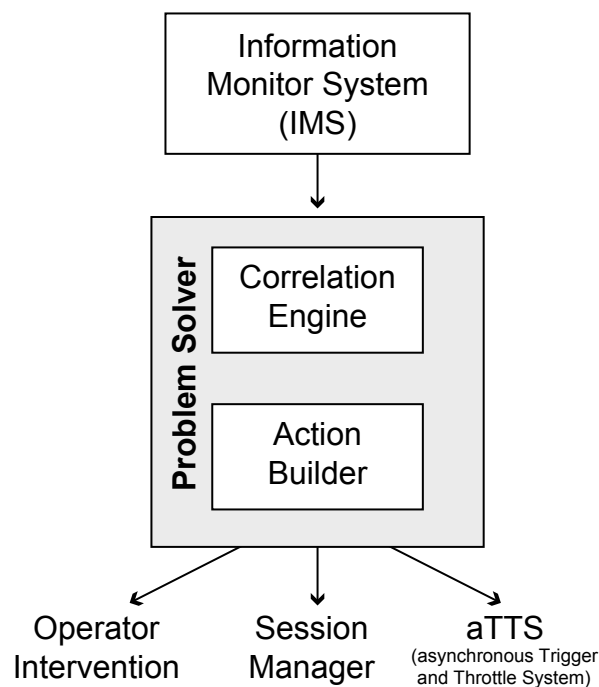 Information
Monitor System
(IMS)
Problem Solver
Correlation
Engine
Action
Builder
Operator
Intervention
Session
Manager
aTTS
(asynchronous Trigger
and Throttle System)